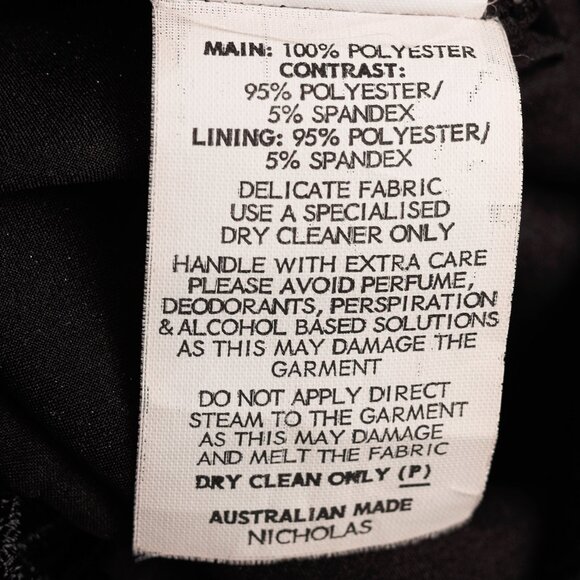 MAIN: 100% POLYESTER
CONTRAST:
95% POLYESTER/
5% SPANDEX
LINING: 95% POLYESTER/
5% SPANDEX
DELICATE FABRIC
USE A SPECIALISED
DRY CLEANER ONLY
HANDLE WITH EXTRA CARE
PLEASE AVOID PERFUME,
DEODORANTS, PERSPIRATION
& ALCOHOL BASED SOLUTIONS
AS THIS MAY DAMAGE THE
GARMENT
DO NOT APPLY DIRECT
STEAM TO THE GARMENT
AS THIS MAY DAMAGE
AND MELT THE FABRIC
DRY CLEAN ONLY (P)
AUSTRALIAN MADE
NICHOLAS